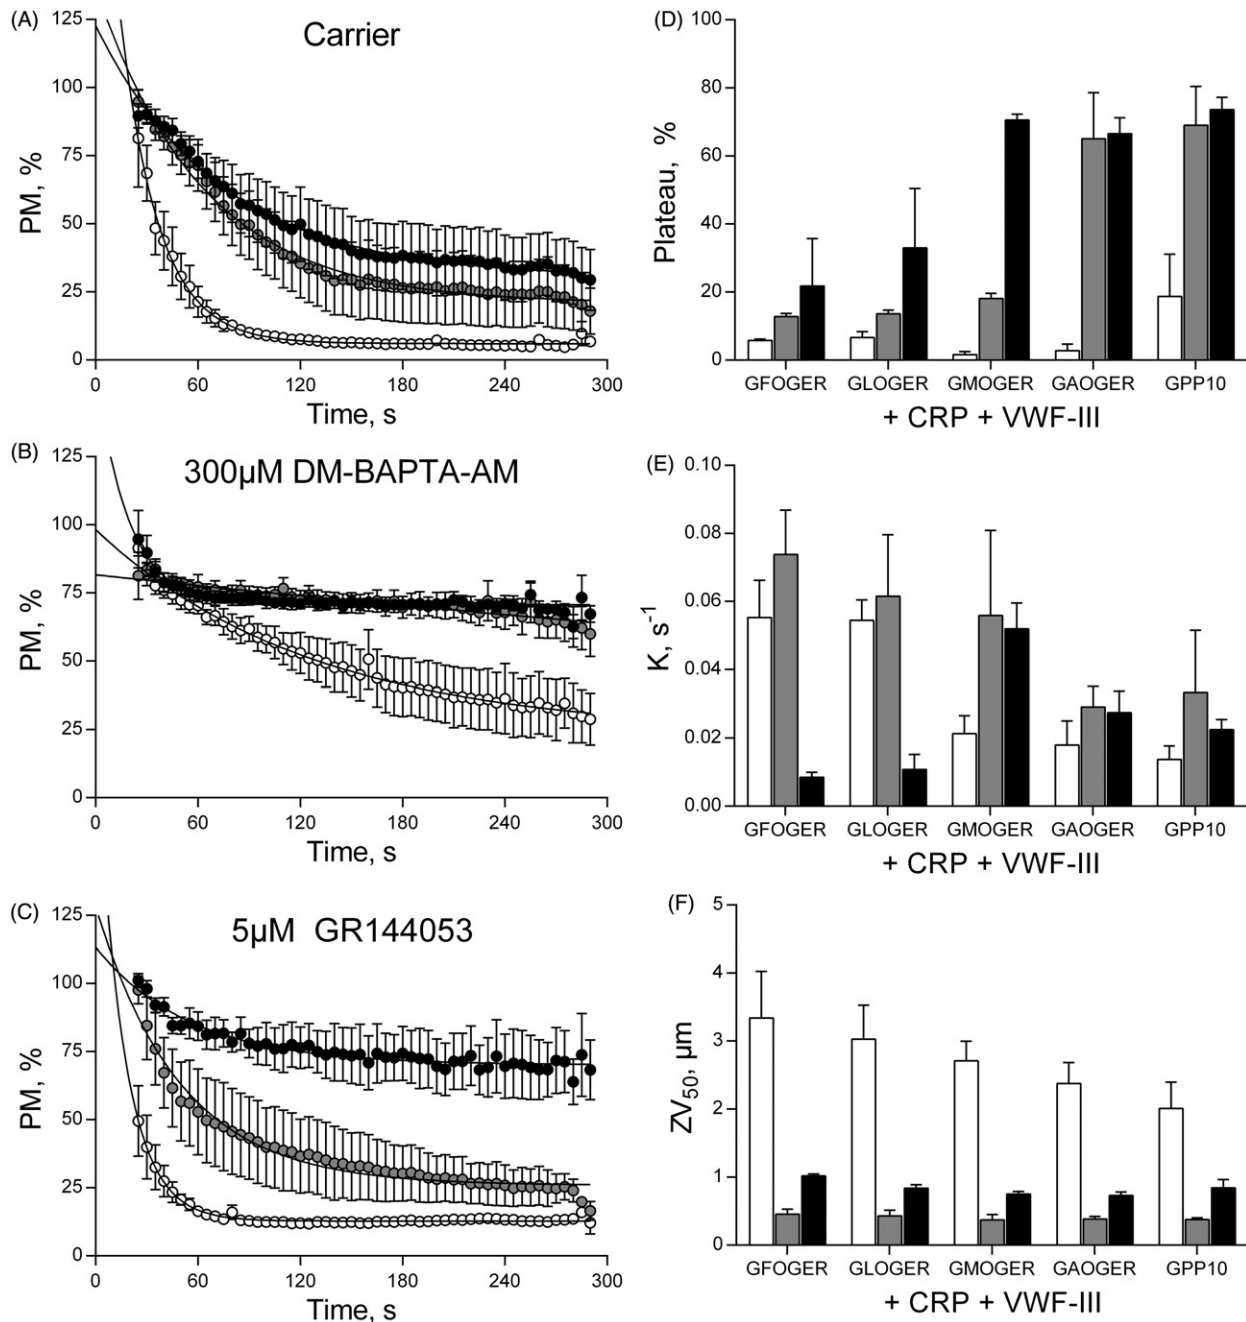 (A)
Carrier
PM, %
125
100
75
50
25
0
0 60 120 180 240 300
Time, s
(B)
300µM DM-BAPTA-AM
PM, %
125
100
75
50
25
0
0 60 120 180 240 300
Time, s
(C)
5µM GR144053
PM, %
125
100
75
50
25
0
0 60 120 180 240 300
Time, s
(D)
Plateau, %
100
80
60
40
20
0
GFOGER GLOGER GMOGER GAOGER GPP10
+ CRP + VWF-III
(E)
K, s-1
0.10
0.08
0.06
0.04
0.02
0.00
GFOGER GLOGER GMOGER GAOGER GPP10
+ CRP + VWF-III
(F)
ZV50, µm
5
4
3
2
1
0
GFOGER GLOGER GMOGER GAOGER GPP10
+ CRP + VWF-III